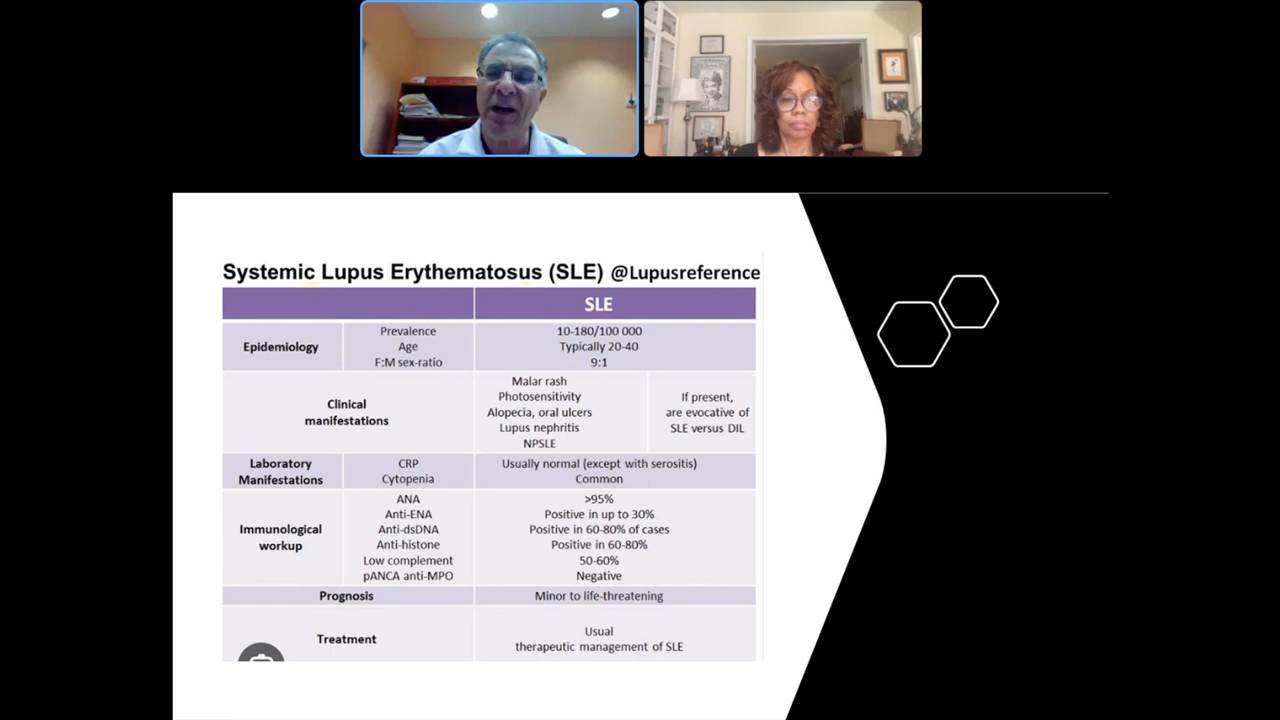 Systemic Lupus Erythematosus (SLE) @Lupusreference
SLE
Epidemiology
Prevalence
Age
F:M sex-ratio
10-180/100 000
Typically 20-40
9:1
Clinical
manifestations
Malar rash
Photosensitivity
Alopecia, oral ulcers
Lupus nephritis
NPSLE
If present,
are evocative of
SLE versus DIL
Laboratory
Manifestations
CRP
Cytopenia
Usually normal (except with serositis)
Common
Immunological
workup
ANA
Anti-ENA
Anti-dsDNA
Anti-histone
Low complement
pANCA anti-MPO
>95%
Positive in up to 30%
Positive in 60-80% of cases
Positive in 60-80%
50-60%
Negative
Prognosis
Minor to life-threatening
Treatment
Usual
therapeutic management of SLE